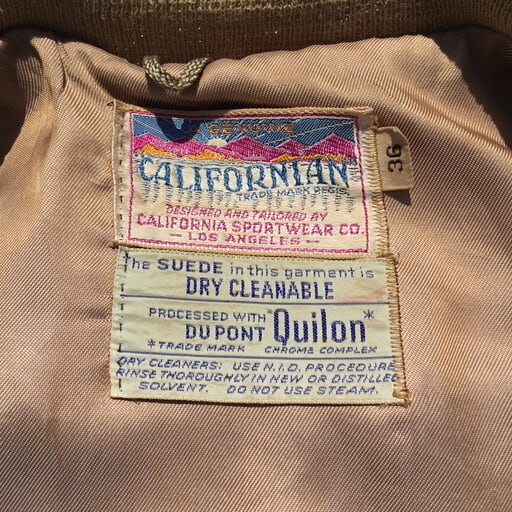 A GENUINE
"CALIFORNIAN"
TRADE MARK REGIS.
DESIGNED AND TAILORED BY
CALIFORNIA SPORTWEAR CO.
— LOS ANGELES —
36
The SUEDE in this garment is
DRY CLEANABLE
PROCESSED WITH
DU PONT Quilon*
*TRADE MARK CHROME COMPLEX
DRY CLEANERS: USE N.I.D. PROCEDURE
RINSE THOROUGHLY IN NEW OR DISTILLED
SOLVENT. DO NOT USE STEAM.